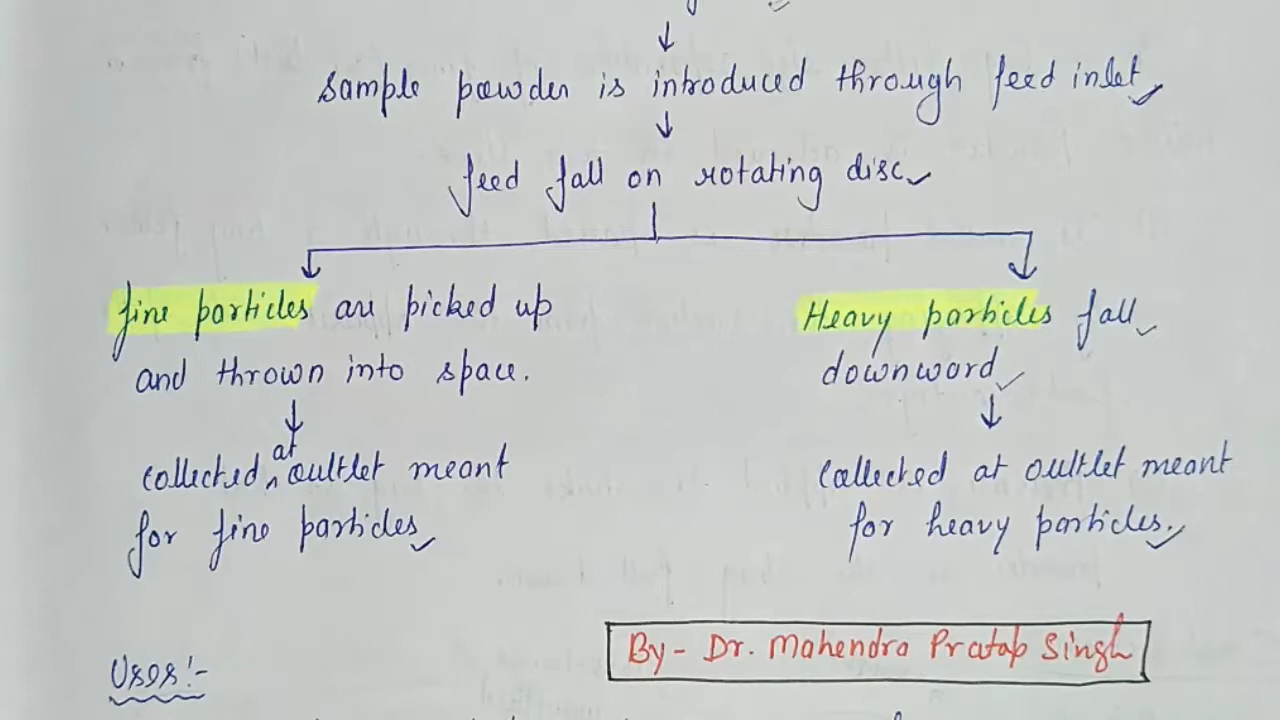 Sample powder is introduced through feed inlet
feed fall on rotating disc
fine particles are picked up
and thrown into space.
collected at outlet meant
for fine particles
Heavy particles fall
downword
collected at outlet meant
for heavy particles.
By- Dr. Mahendra Pratap Singh
Uses:-